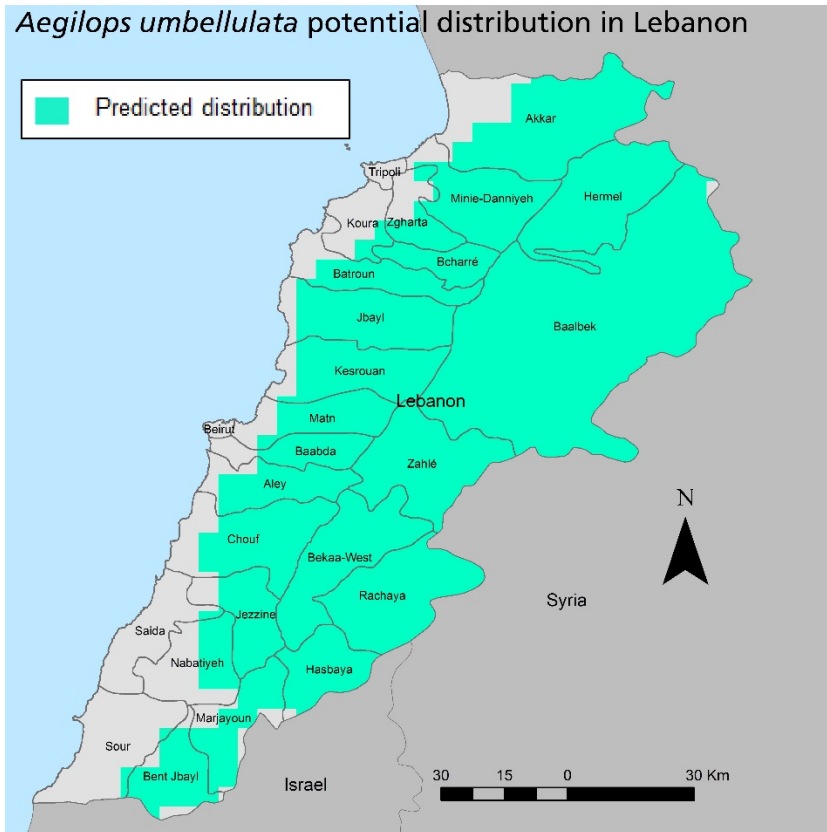 Aegilops umbellulata potential distribution in Lebanon
Predicted distribution
Akkar
Tripoli
Minie-Danniyeh
Hermel
Koura
Zgharta
Bcharré
Batroun
Jbayl
Baalbek
Kesrouan
Lebanon
Matn
Beirut
Baabda
Zahlé
Aley
N
Chouf
Bekaa-West
Rachaya
Syria
Jezzine
Saida
Nabatiyeh
Hasbaya
Marjayoun
Sour
Bent Jbayl
Israel
30 15 0 30 Km